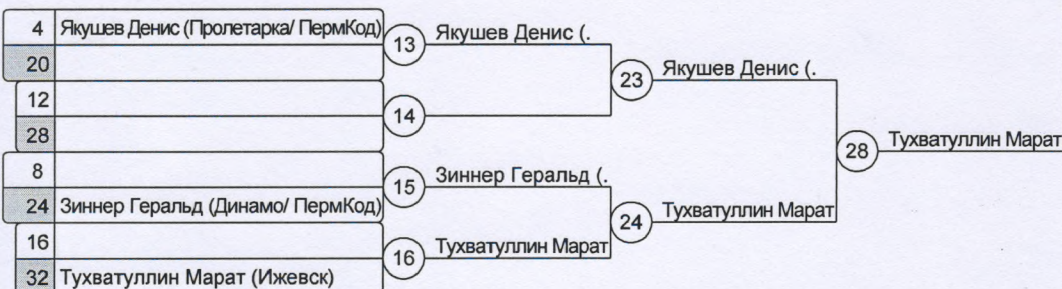 4 Якушев Денис (Пролетарка/ ПермКод)
13 Якушев Денис (.
20
23 Якушев Денис (.
12
14
28
28 Тухватуллин Марат
8
15 Зиннер Геральд (.
24 Зиннер Геральд (Динамо/ ПермКод)
24 Тухватуллин Марат
16
16 Тухватуллин Марат
32 Тухватуллин Марат (Ижевск)